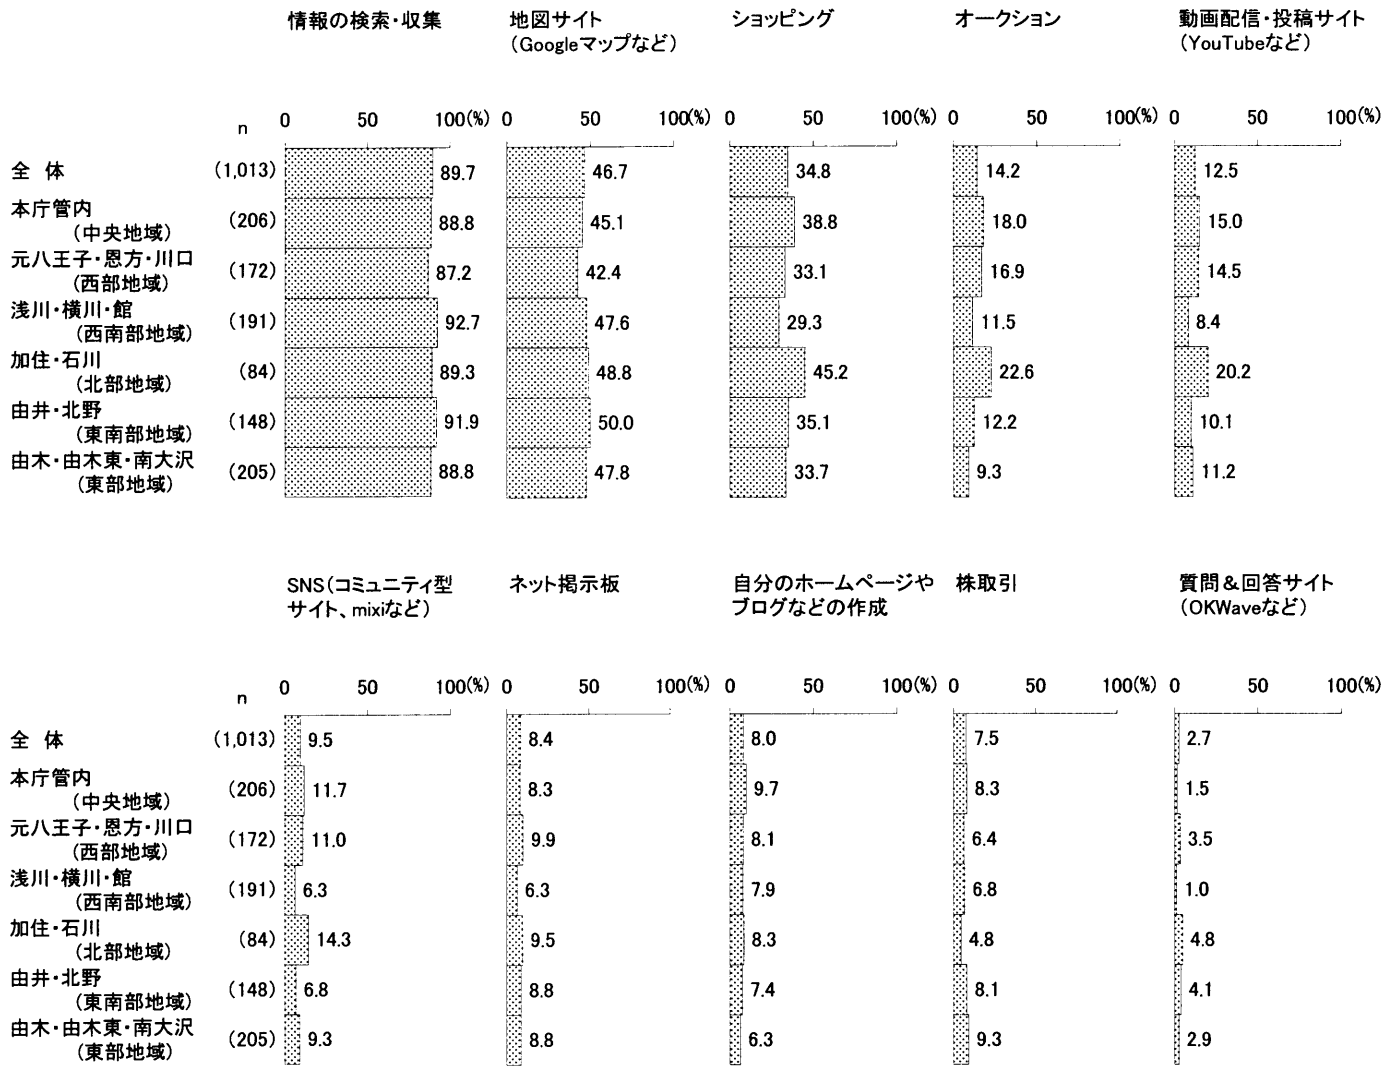 情報の検索・収集 地図サイト ショッピング オークション 動画配信・投稿サイト
(Googleマップなど) (YouTubeなど)
n 0 50 100(%) 0 50 100(%) 0 50 100(%) 0 50 100(%) 0 50 100(%)
全 体 (1,013) 89.7 46.7 34.8 14.2 12.5
本庁管内
(中央地域) (206) 88.8 45.1 38.8 18.0 15.0
元八王子・恩方・川口
(西部地域) (172) 87.2 42.4 33.1 16.9 14.5
浅川・横川・館
(西南部地域) (191) 92.7 47.6 29.3 11.5 8.4
加住・石川
(北部地域) (84) 89.3 48.8 45.2 22.6 20.2
由井・北野
(東南部地域) (148) 91.9 50.0 35.1 12.2 10.1
由木・由木東・南大沢
(東部地域) (205) 88.8 47.8 33.7 9.3 11.2
SNS(コミュニティ型 ネット掲示板 自分のホームページや 株取引 質問&回答サイト
サイト、mixiなど) ブログなどの作成 (OKWaveなど)
n 0 50 100(%) 0 50 100(%) 0 50 100(%) 0 50 100(%) 0 50 100(%)
全 体 (1,013) 9.5 8.4 8.0 7.5 2.7
本庁管内
(中央地域) (206) 11.7 8.3 9.7 8.3 1.5
元八王子・恩方・川口
(西部地域) (172) 11.0 9.9 8.1 6.4 3.5
浅川・横川・館
(西南部地域) (191) 6.3 6.3 7.9 6.8 1.0
加住・石川
(北部地域) (84) 14.3 9.5 8.3 4.8 4.8
由井・北野
(東南部地域) (148) 6.8 8.8 7.4 8.1 4.1
由木・由木東・南大沢
(東部地域) (205) 9.3 8.8 6.3 9.3 2.9